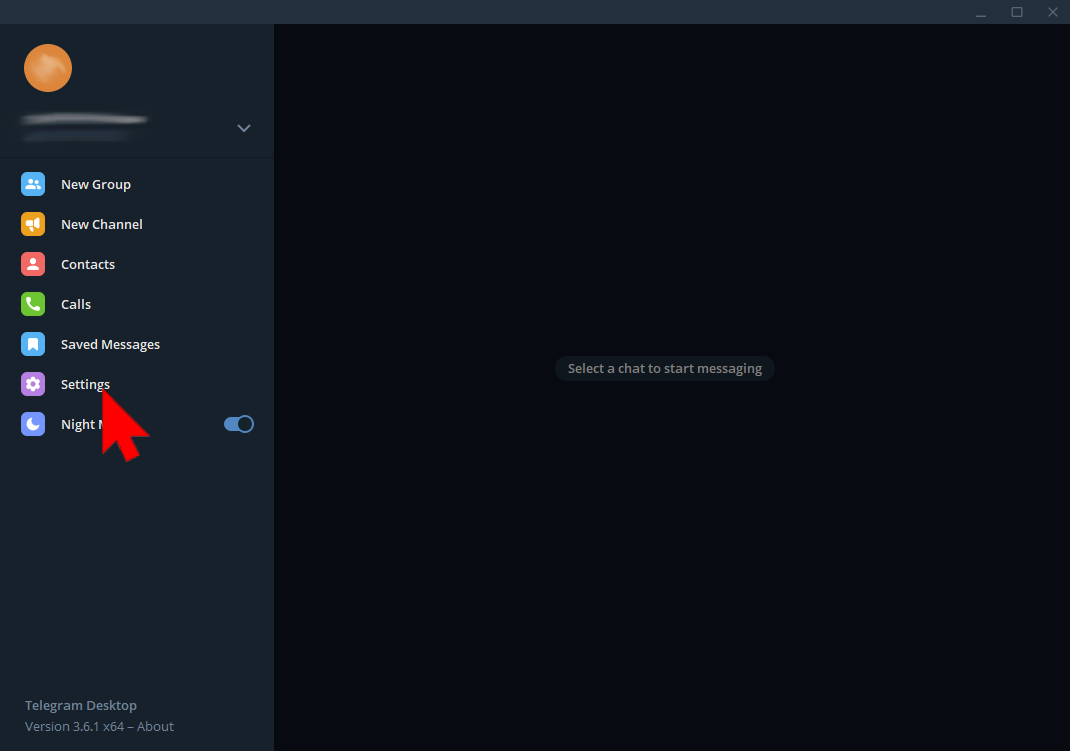 New Group
New Channel
Contacts
Calls
Saved Messages
Settings
Night
Select a chat to start messaging
Telegram Desktop
Version 3.6.1 x64 – About